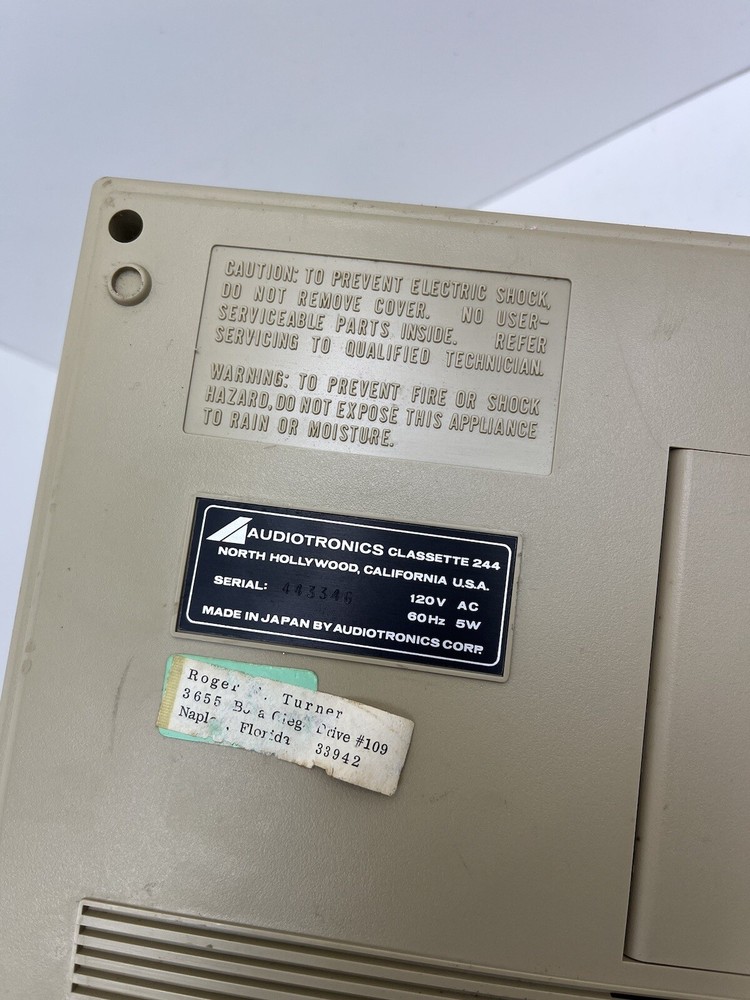 CAUTION: TO PREVENT ELECTRIC SHOCK,
DO NOT REMOVE COVER. NO USER-
SERVICEABLE PARTS INSIDE. REFER
SERVICING TO QUALIFIED TECHNICIAN.
WARNING: TO PREVENT FIRE OR SHOCK
HAZARD, DO NOT EXPOSE THIS APPLIANCE
TO RAIN OR MOISTURE.
AUDIOTRONICS CLASSETTE 244
NORTH HOLLYWOOD, CALIFORNIA U.S.A.
SERIAL: 443346 120V AC
60Hz 5W
MADE IN JAPAN BY AUDIOTRONICS CORP.
Roger Turner
3655 Drive #109
Florida 33942